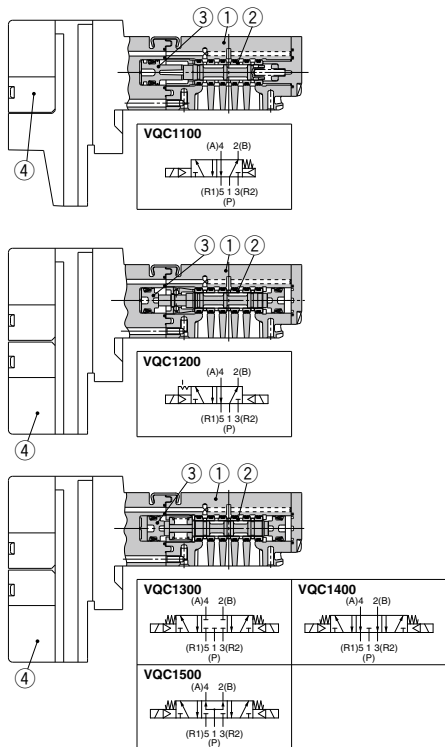 ③ ① ②
④
VQC1100
(A)4 2(B)
(R1)5 1 3(R2)
(P)
③ ① ②
④
VQC1200
(A)4 2(B)
(R1)5 1 3(R2)
(P)
③ ① ②
④
VQC1300
(A)4 2(B)
(R1)5 1 3(R2)
(P)
VQC1400
(A)4 2(B)
(R1)5 1 3(R2)
(P)
VQC1500
(A)4 2(B)
(R1)5 1 3(R2)
(P)